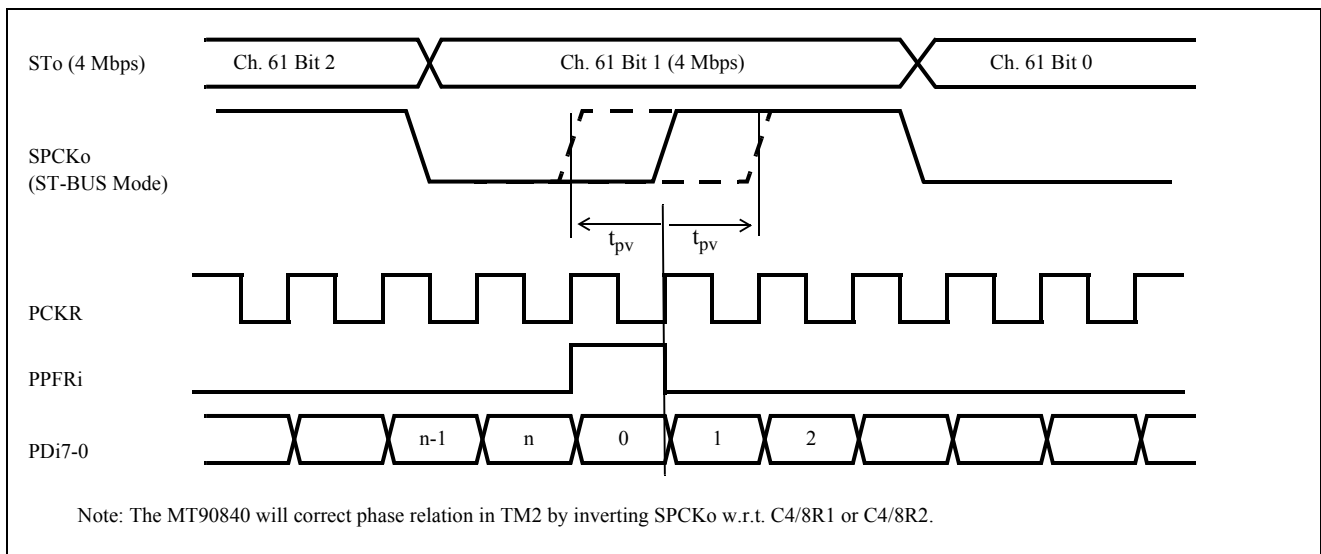 STo (4 Mbps)
Ch. 61 Bit 2
Ch. 61 Bit 1 (4 Mbps)
Ch. 61 Bit 0
SPCKo
(ST-BUS Mode)
tpv
tpv
PCKR
PPFRi
PDi7-0
n-1
n
0
1
2
Note: The MT90840 will correct phase relation in TM2 by inverting SPCKo w.r.t. C4/8R1 or C4/8R2.